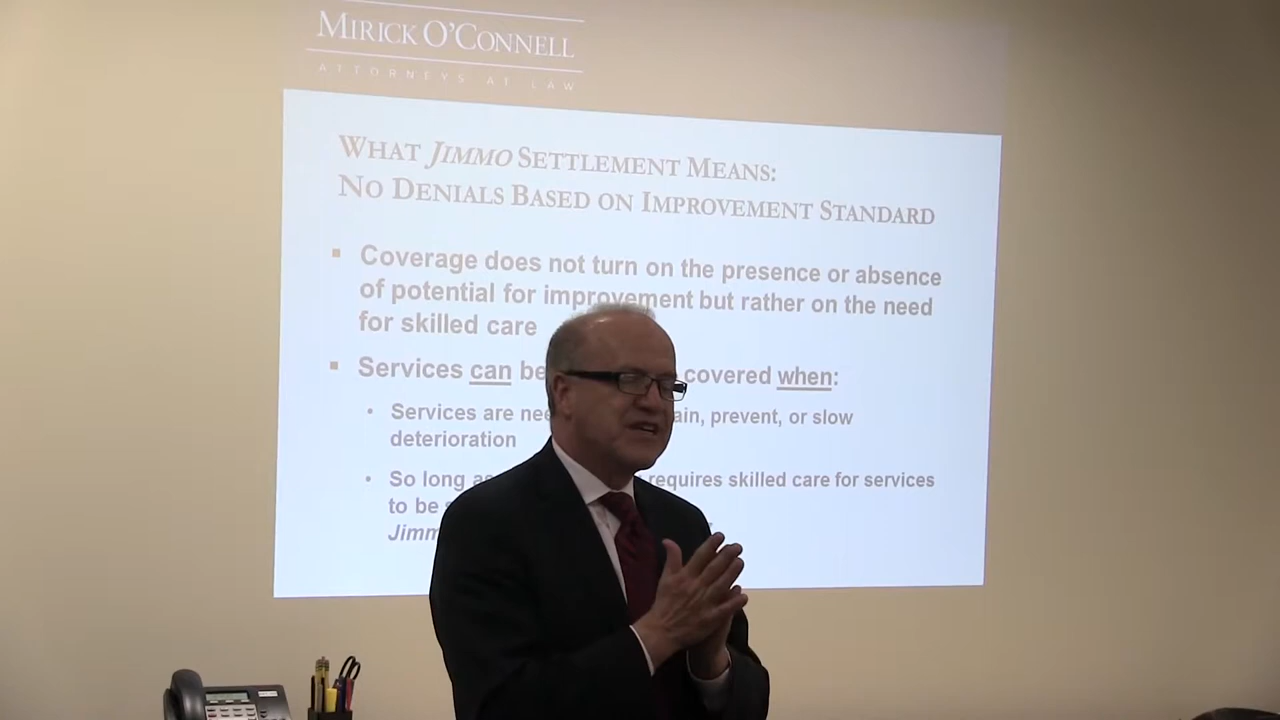 MIRICK O'CONNELL
ATTORNEYS AT LAW
WHAT JIMMO SETTLEMENT MEANS:
NO DENIALS BASED ON IMPROVEMENT STANDARD
▪ Coverage does not turn on the presence or absence
of potential for improvement but rather on the need
for skilled care
▪ Services can be covered when:
• Services are deterioration
ain, prevent, or slow
• So long requires skilled care for services
to be